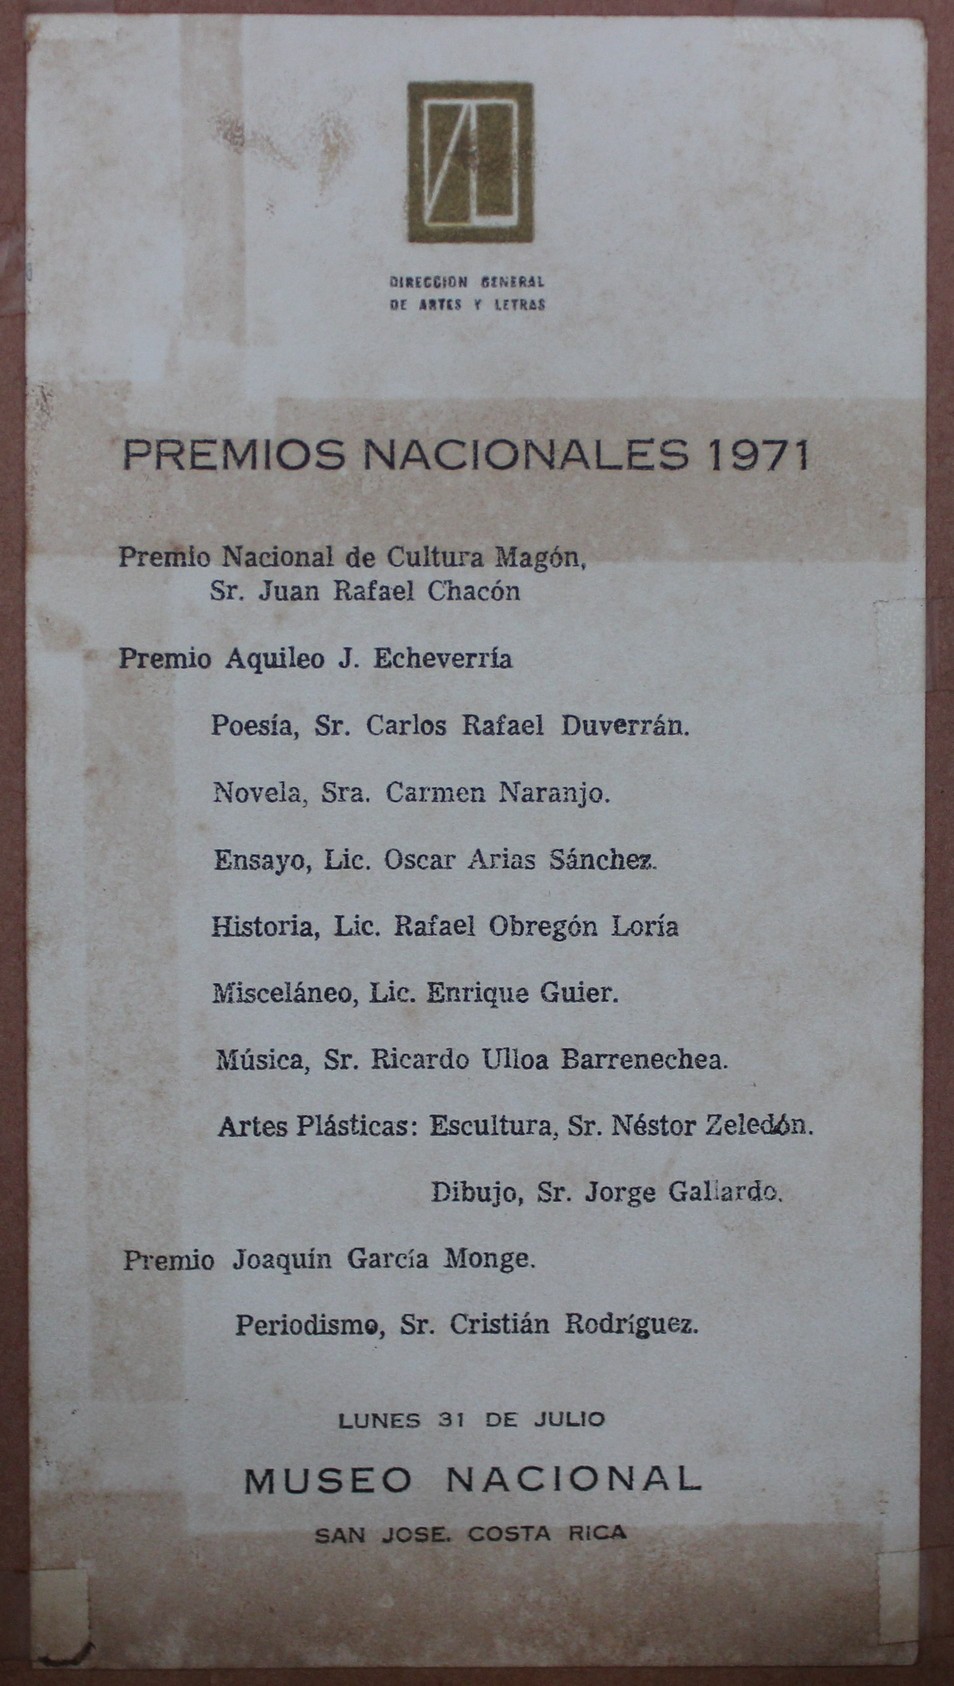 DIRECCION GENERAL
DE ARTES Y LETRAS
PREMIOS NACIONALES 1971
Premio Nacional de Cultura Magón,
Sr. Juan Rafael Chacón
Premio Aquileo J. Echeverría
Poesía, Sr. Carlos Rafael Duverrán.
Novela, Sra. Carmen Naranjo.
Ensayo, Lic. Oscar Arias Sánchez.
Historia, Lic. Rafael Obregón Loría
Misceláneo, Lic. Enrique Guier.
Música, Sr. Ricardo Ulloa Barrenechea.
Artes Plásticas: Escultura, Sr. Néstor Zeledón.
Dibujo, Sr. Jorge Gallardo.
Premio Joaquín García Monge.
Periodismo, Sr. Cristián Rodríguez.
LUNES 31 DE JULIO
MUSEO NACIONAL
SAN JOSE. COSTA RICA